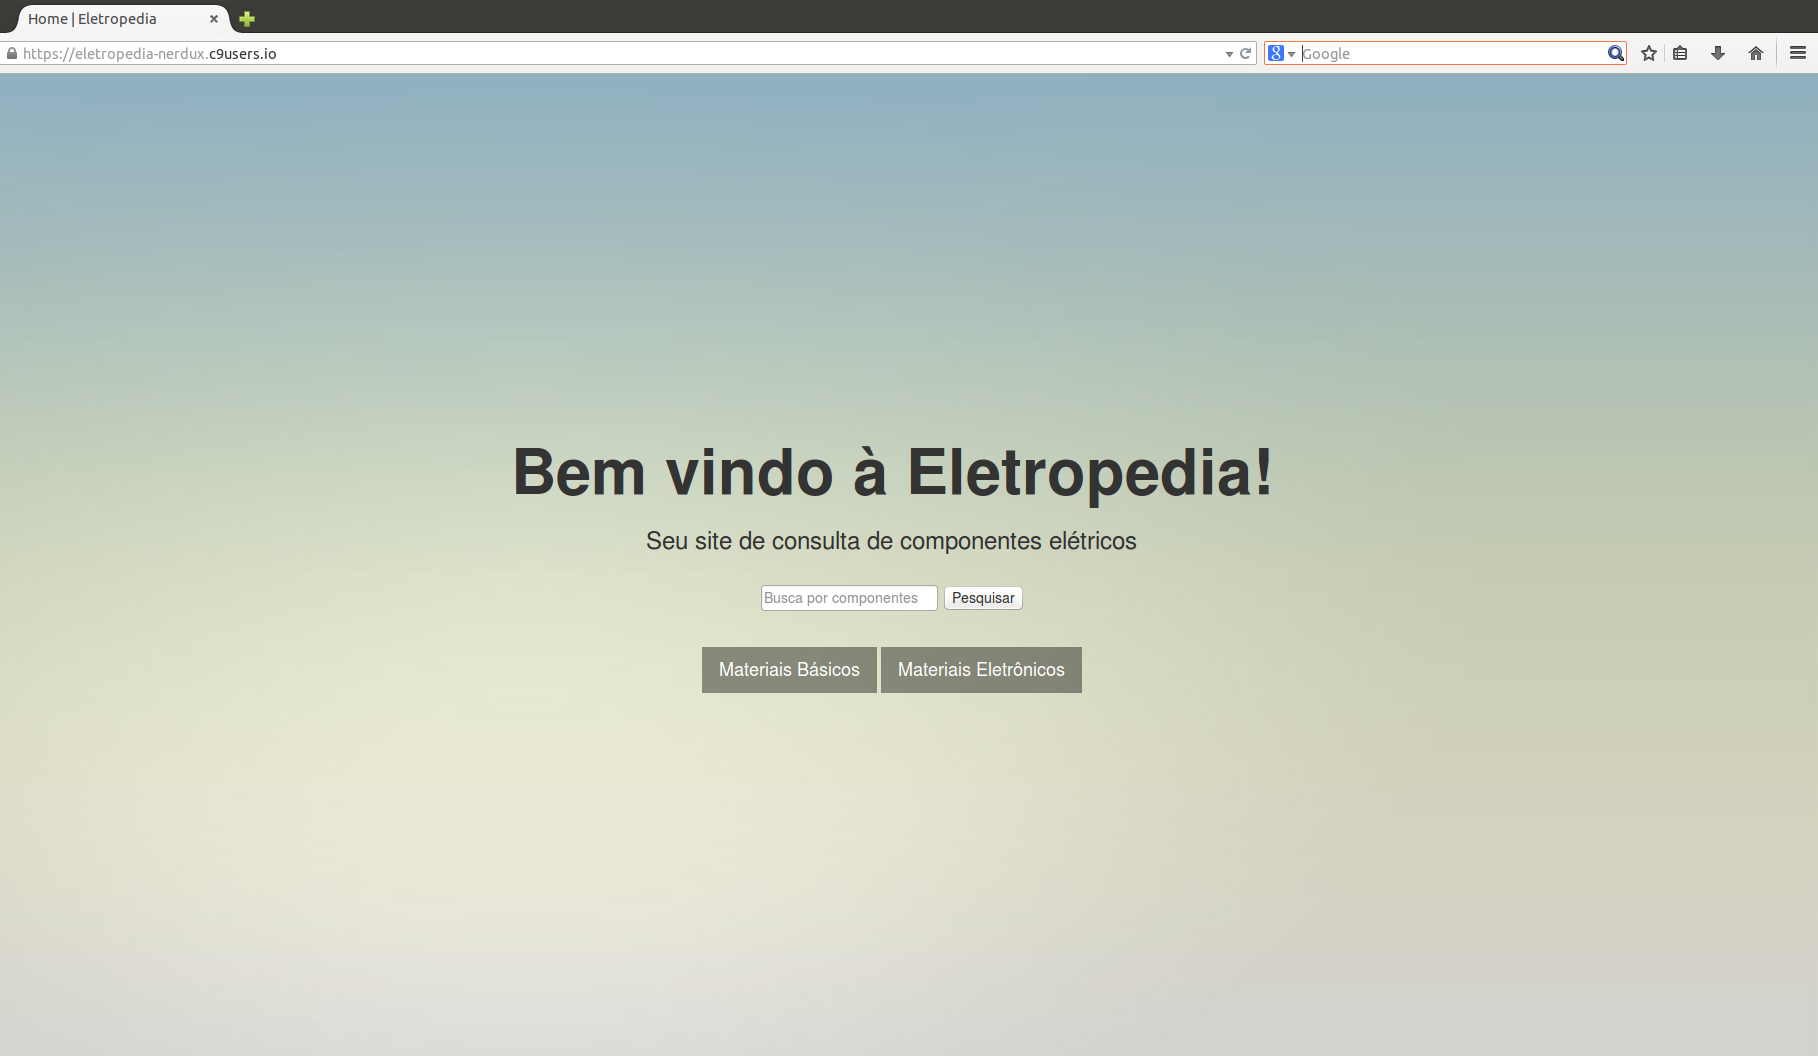 Home | Eletropedia
https://eletropedia-nerdux.c9users.io
Google
Bem vindo à Eletropedia!
Seu site de consulta de componentes elétricos
Busca por componentes Pesquisar
Materiais Básicos Materiais Eletrônicos